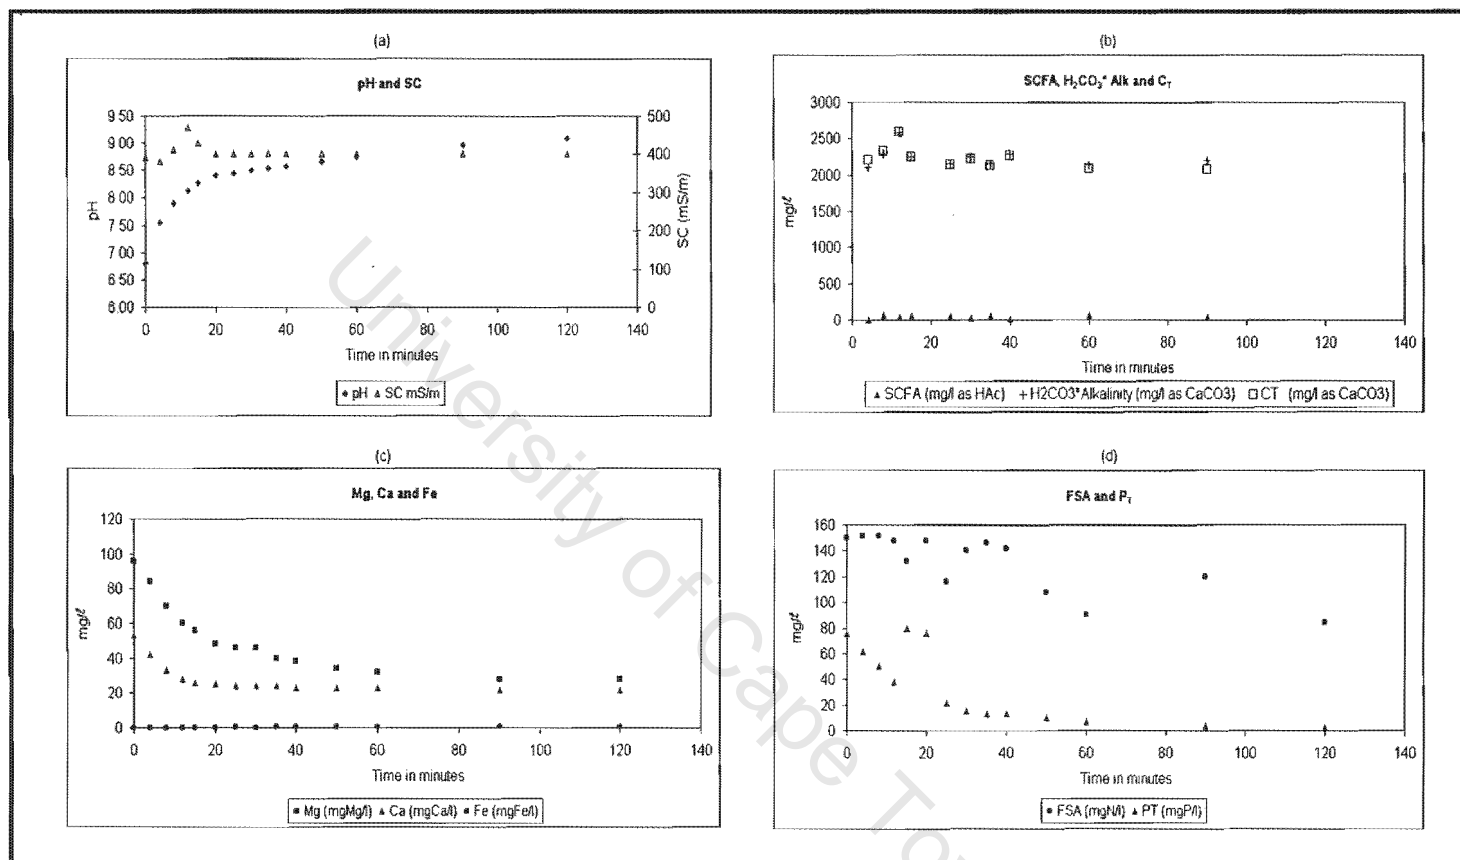 (a)
pH and SC
9 50
9 00
8 50
8 00
7 50
7 00
6 50
6 00
pH
500
400
300
200
100
0
SC (mS/m)
0 20 40 60 80 100 120 140
Time in minutes
pH SC mS/m
(b)
SCFA, H₂CO₃* Alk and C_T
3000
2500
2000
1500
1000
500
0
mg/ℓ
0 20 40 60 80 100 120 140
Time in minutes
SCFA (mg/l as HAc) H2CO3*Alkalinity (mg/l as CaCO3) CT (mg/l as CaCO3)
(c)
Mg, Ca and Fe
120
100
80
60
40
20
0
mg/ℓ
0 20 40 60 80 100 120 140
Time in minutes
Mg (mgMg/l) Ca (mgCa/l) Fe (mgFe/l)
(d)
FSA and P_T
160
140
120
100
80
60
40
20
0
mg/ℓ
0 20 40 60 80 100 120 140
Time in minutes
FSA (mgN/l) PT (mgP/l)
University of Cape Tow